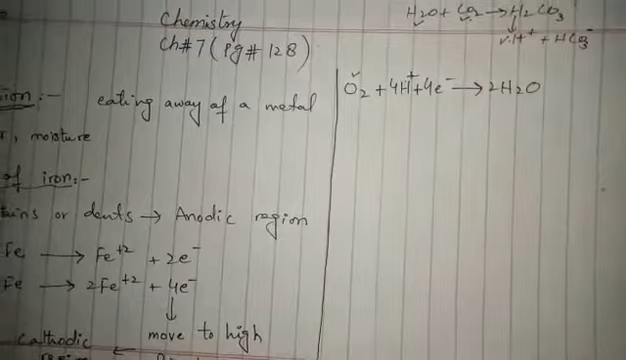 Chemistry
Ch#7 (Pg# 128)
ion:- eating away of a metal
, moisture
of iron:-
or dents → Anodic region
Fe → Fe+2 + 2e-
Fe → 2Fe+2 + 4e-
↓
Cathodic ← move to high
H2O + CO2 → H2CO3
↓
H+ + HCO3-
O2 + 4H+ + 4e- → 2H2O